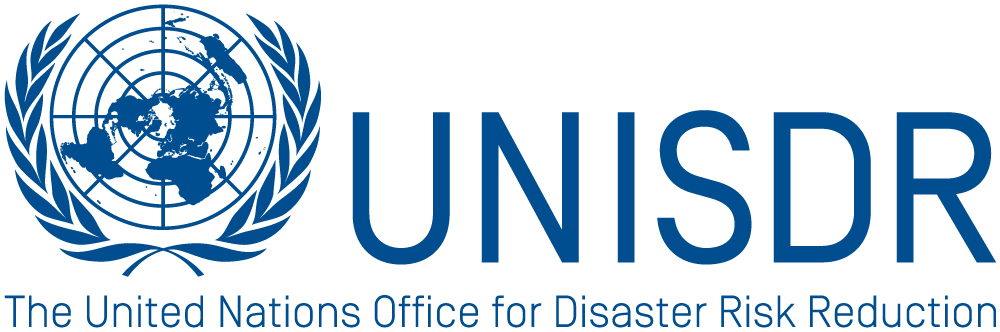 UNISDR
The United Nations Office for Disaster Risk Reduction